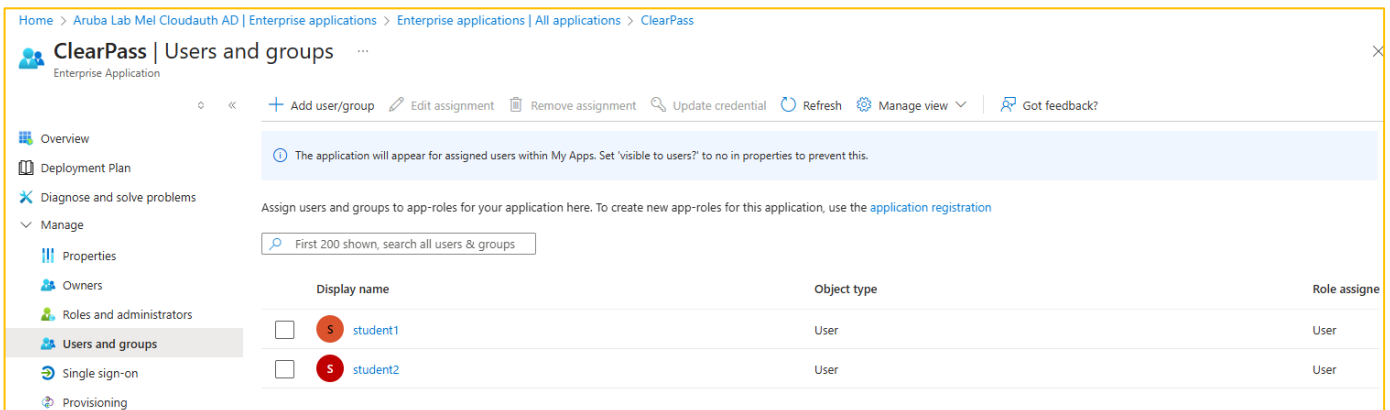 Home > Aruba Lab Mel Cloudauth AD | Enterprise applications > Enterprise applications | All applications > ClearPass
ClearPass | Users and groups ...
Enterprise Application
Add user/group Edit assignment Remove assignment Update credential Refresh Manage view Got feedback?
Overview
Deployment Plan
Diagnose and solve problems
Manage
Properties
Owners
Roles and administrators
Users and groups
Single sign-on
Provisioning
The application will appear for assigned users within My Apps. Set 'visible to users?' to no in properties to prevent this.
Assign users and groups to app-roles for your application here. To create new app-roles for this application, use the application registration
First 200 shown, search all users & groups
Display name Object type Role assigne
S student1 User User
S student2 User User